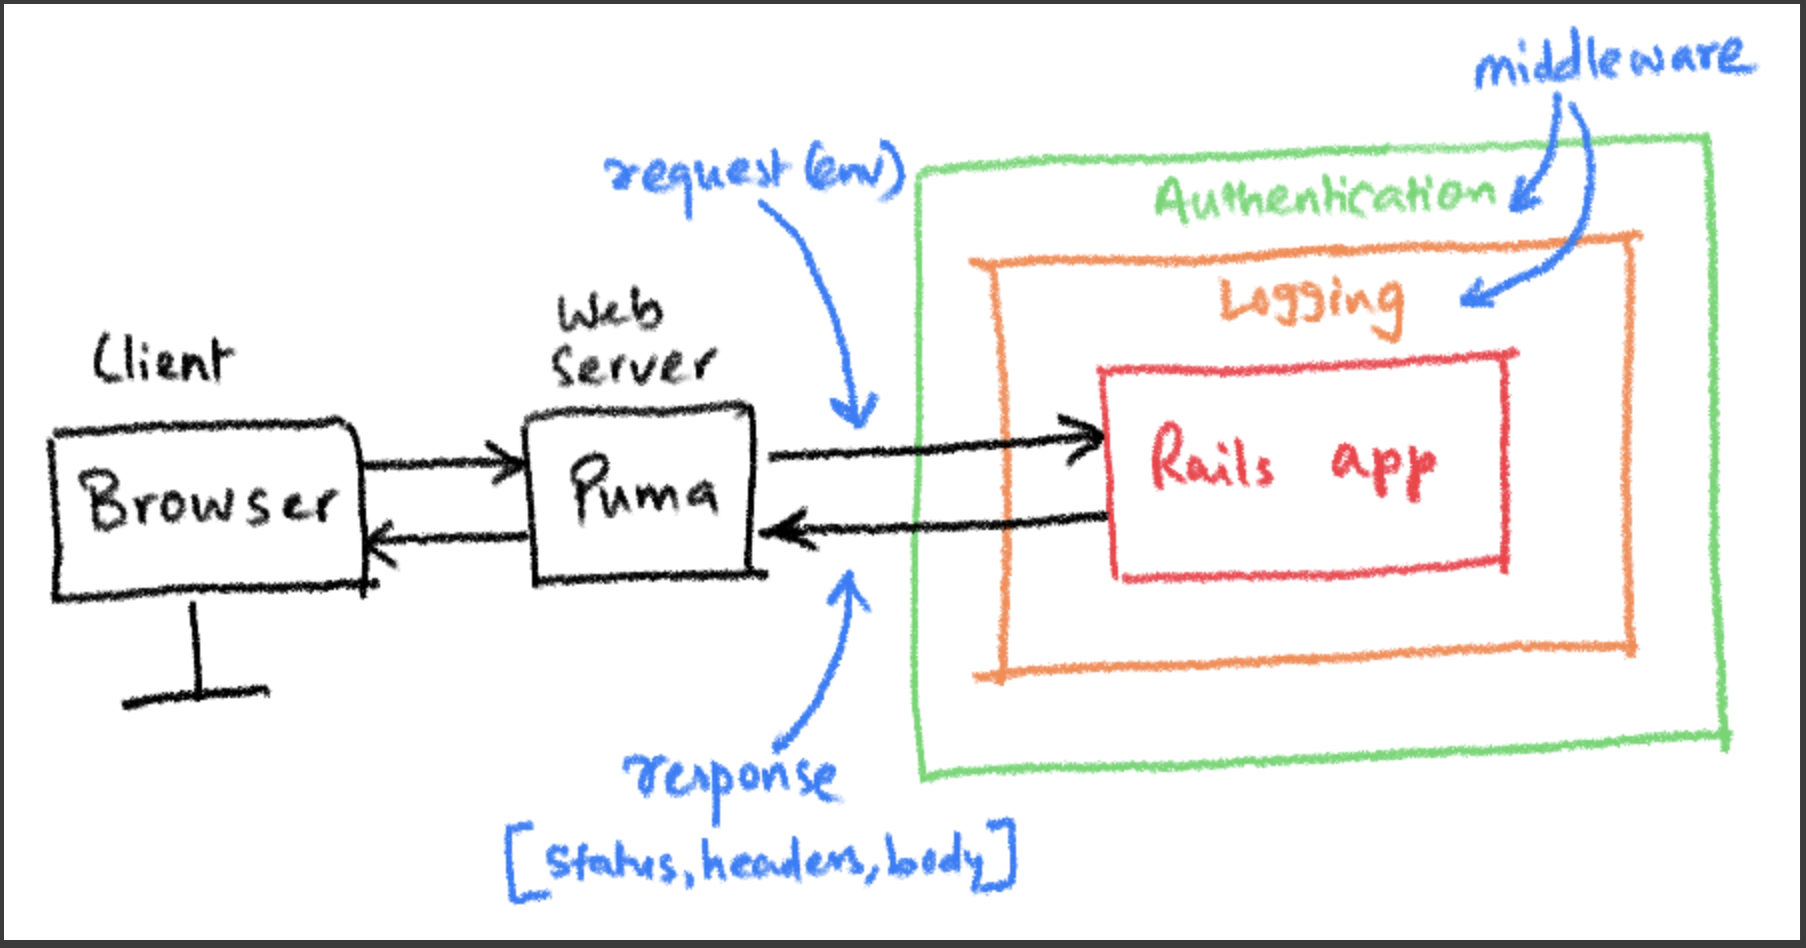 middleware
request (env)
Authentication
Logging
Web
Server
Client
Browser
Puma
Rails app
response
[status, headers, body]